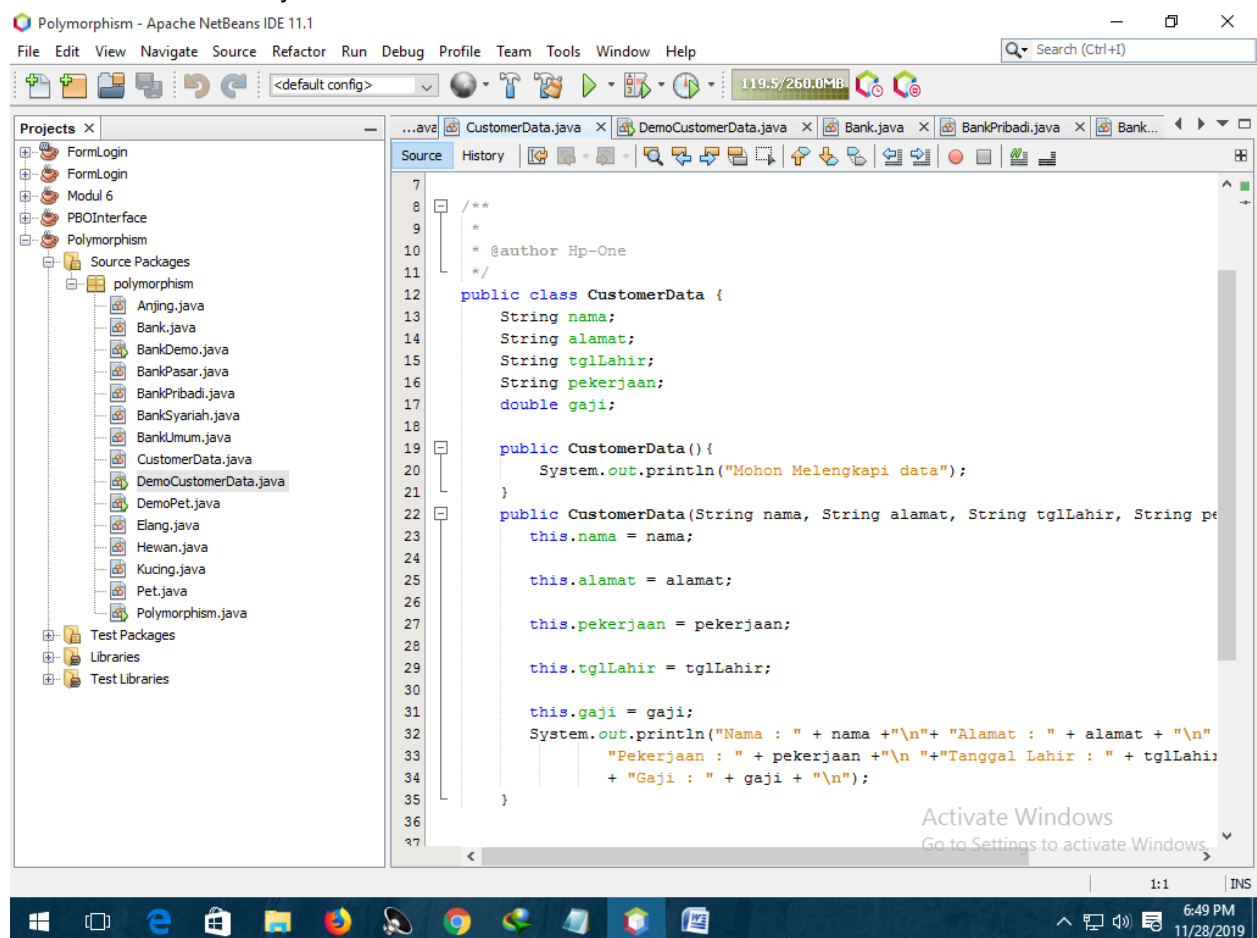 Polymorphism - Apache NetBeans IDE 11.1
File Edit View Navigate Source Refactor Run Debug Profile Team Tools Window Help
Search (Ctrl+I)
<default config>
119.5/260.0MB
Projects
FormLogin
FormLogin
Modul 6
PBOInterface
Polymorphism
Source Packages
polymorphism
Anjing.java
Bank.java
BankDemo.java
BankPasar.java
BankPribadi.java
BankSyariah.java
BankUmum.java
CustomerData.java
DemoCustomerData.java
DemoPet.java
Elang.java
Hewan.java
Kucing.java
Pet.java
Polymorphism.java
Test Packages
Libraries
Test Libraries
...ava CustomerData.java DemoCustomerData.java Bank.java BankPribadi.java Bank...
Source History
7
8 /**
9 *
10 * @author Hp-One
11 */
12 public class CustomerData {
13 String nama;
14 String alamat;
15 String tglLahir;
16 String pekerjaan;
17 double gaji;
18
19 public CustomerData(){
20 System.out.println("Mohon Melengkapi data");
21 }
22 public CustomerData(String nama, String alamat, String tglLahir, String pe
23 this.nama = nama;
24
25 this.alamat = alamat;
26
27 this.pekerjaan = pekerjaan;
28
29 this.tglLahir = tglLahir;
30
31 this.gaji = gaji;
32 System.out.println("Nama : " + nama +"\n"+ "Alamat : " + alamat + "\n"
33 "Pekerjaan : " + pekerjaan +"\n "+"Tanggal Lahir : " + tglLahi
34 + "Gaji : " + gaji + "\n");
35 }
36
37
Activate Windows
Go to Settings to activate Windows.
1:1 INS
6:49 PM
11/28/2019